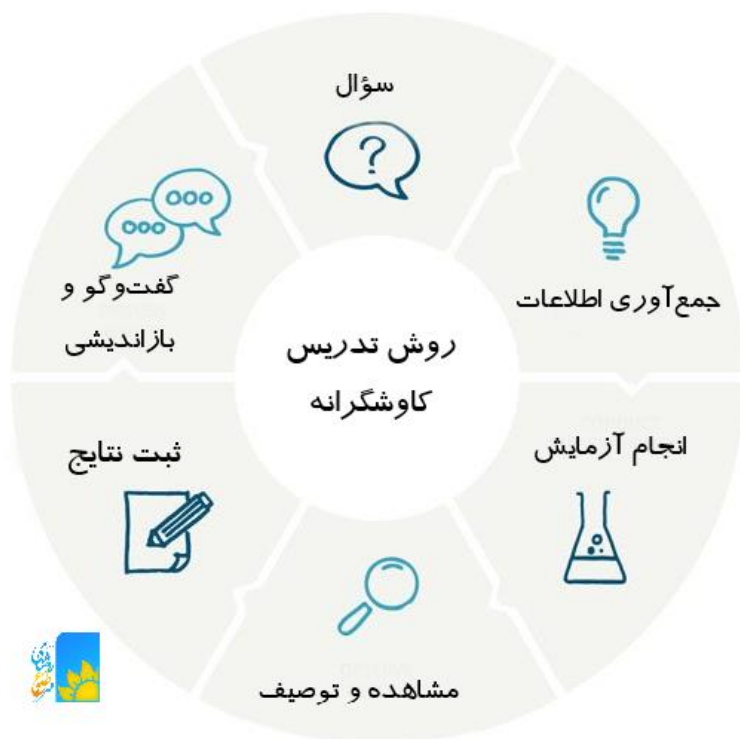 سؤال
جمع‌آوری اطلاعات
انجام آزمایش
مشاهده و توصیف
ثبت نتایج
گفت‌وگو و
بازاندیشی
روش تدریس
کاوشگرانه